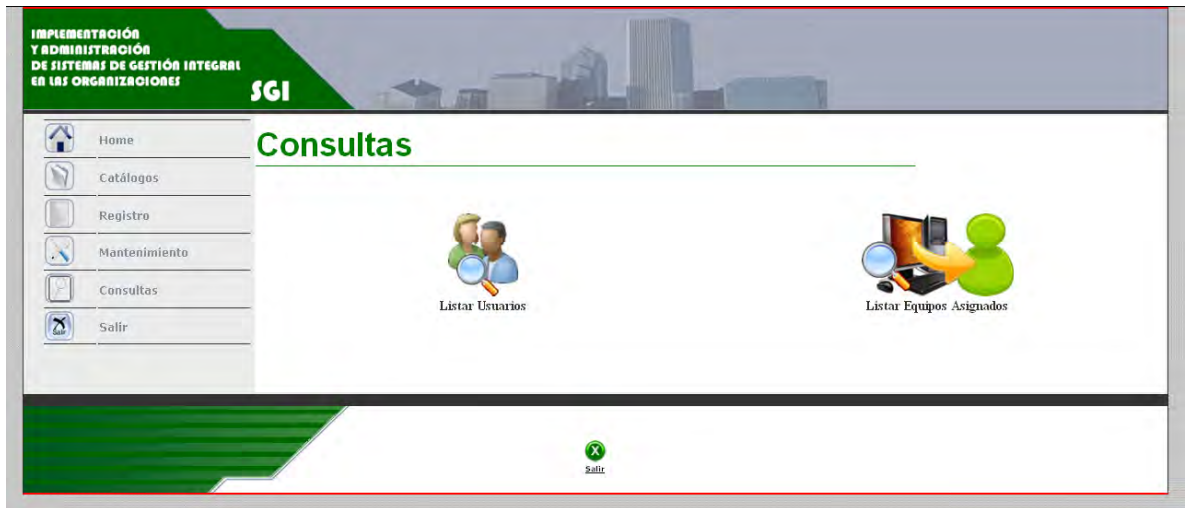 IMPLEMENTACIÓN
Y ADMINISTRACIÓN
DE SISTEMAS DE GESTIÓN INTEGRAL
EN LAS ORGANIZACIONES
SGI
Home
Catálogos
Registro
Mantenimiento
Consultas
Salir
Salir
Consultas
Listar Usuarios
Listar Equipos Asignados
X
Salir